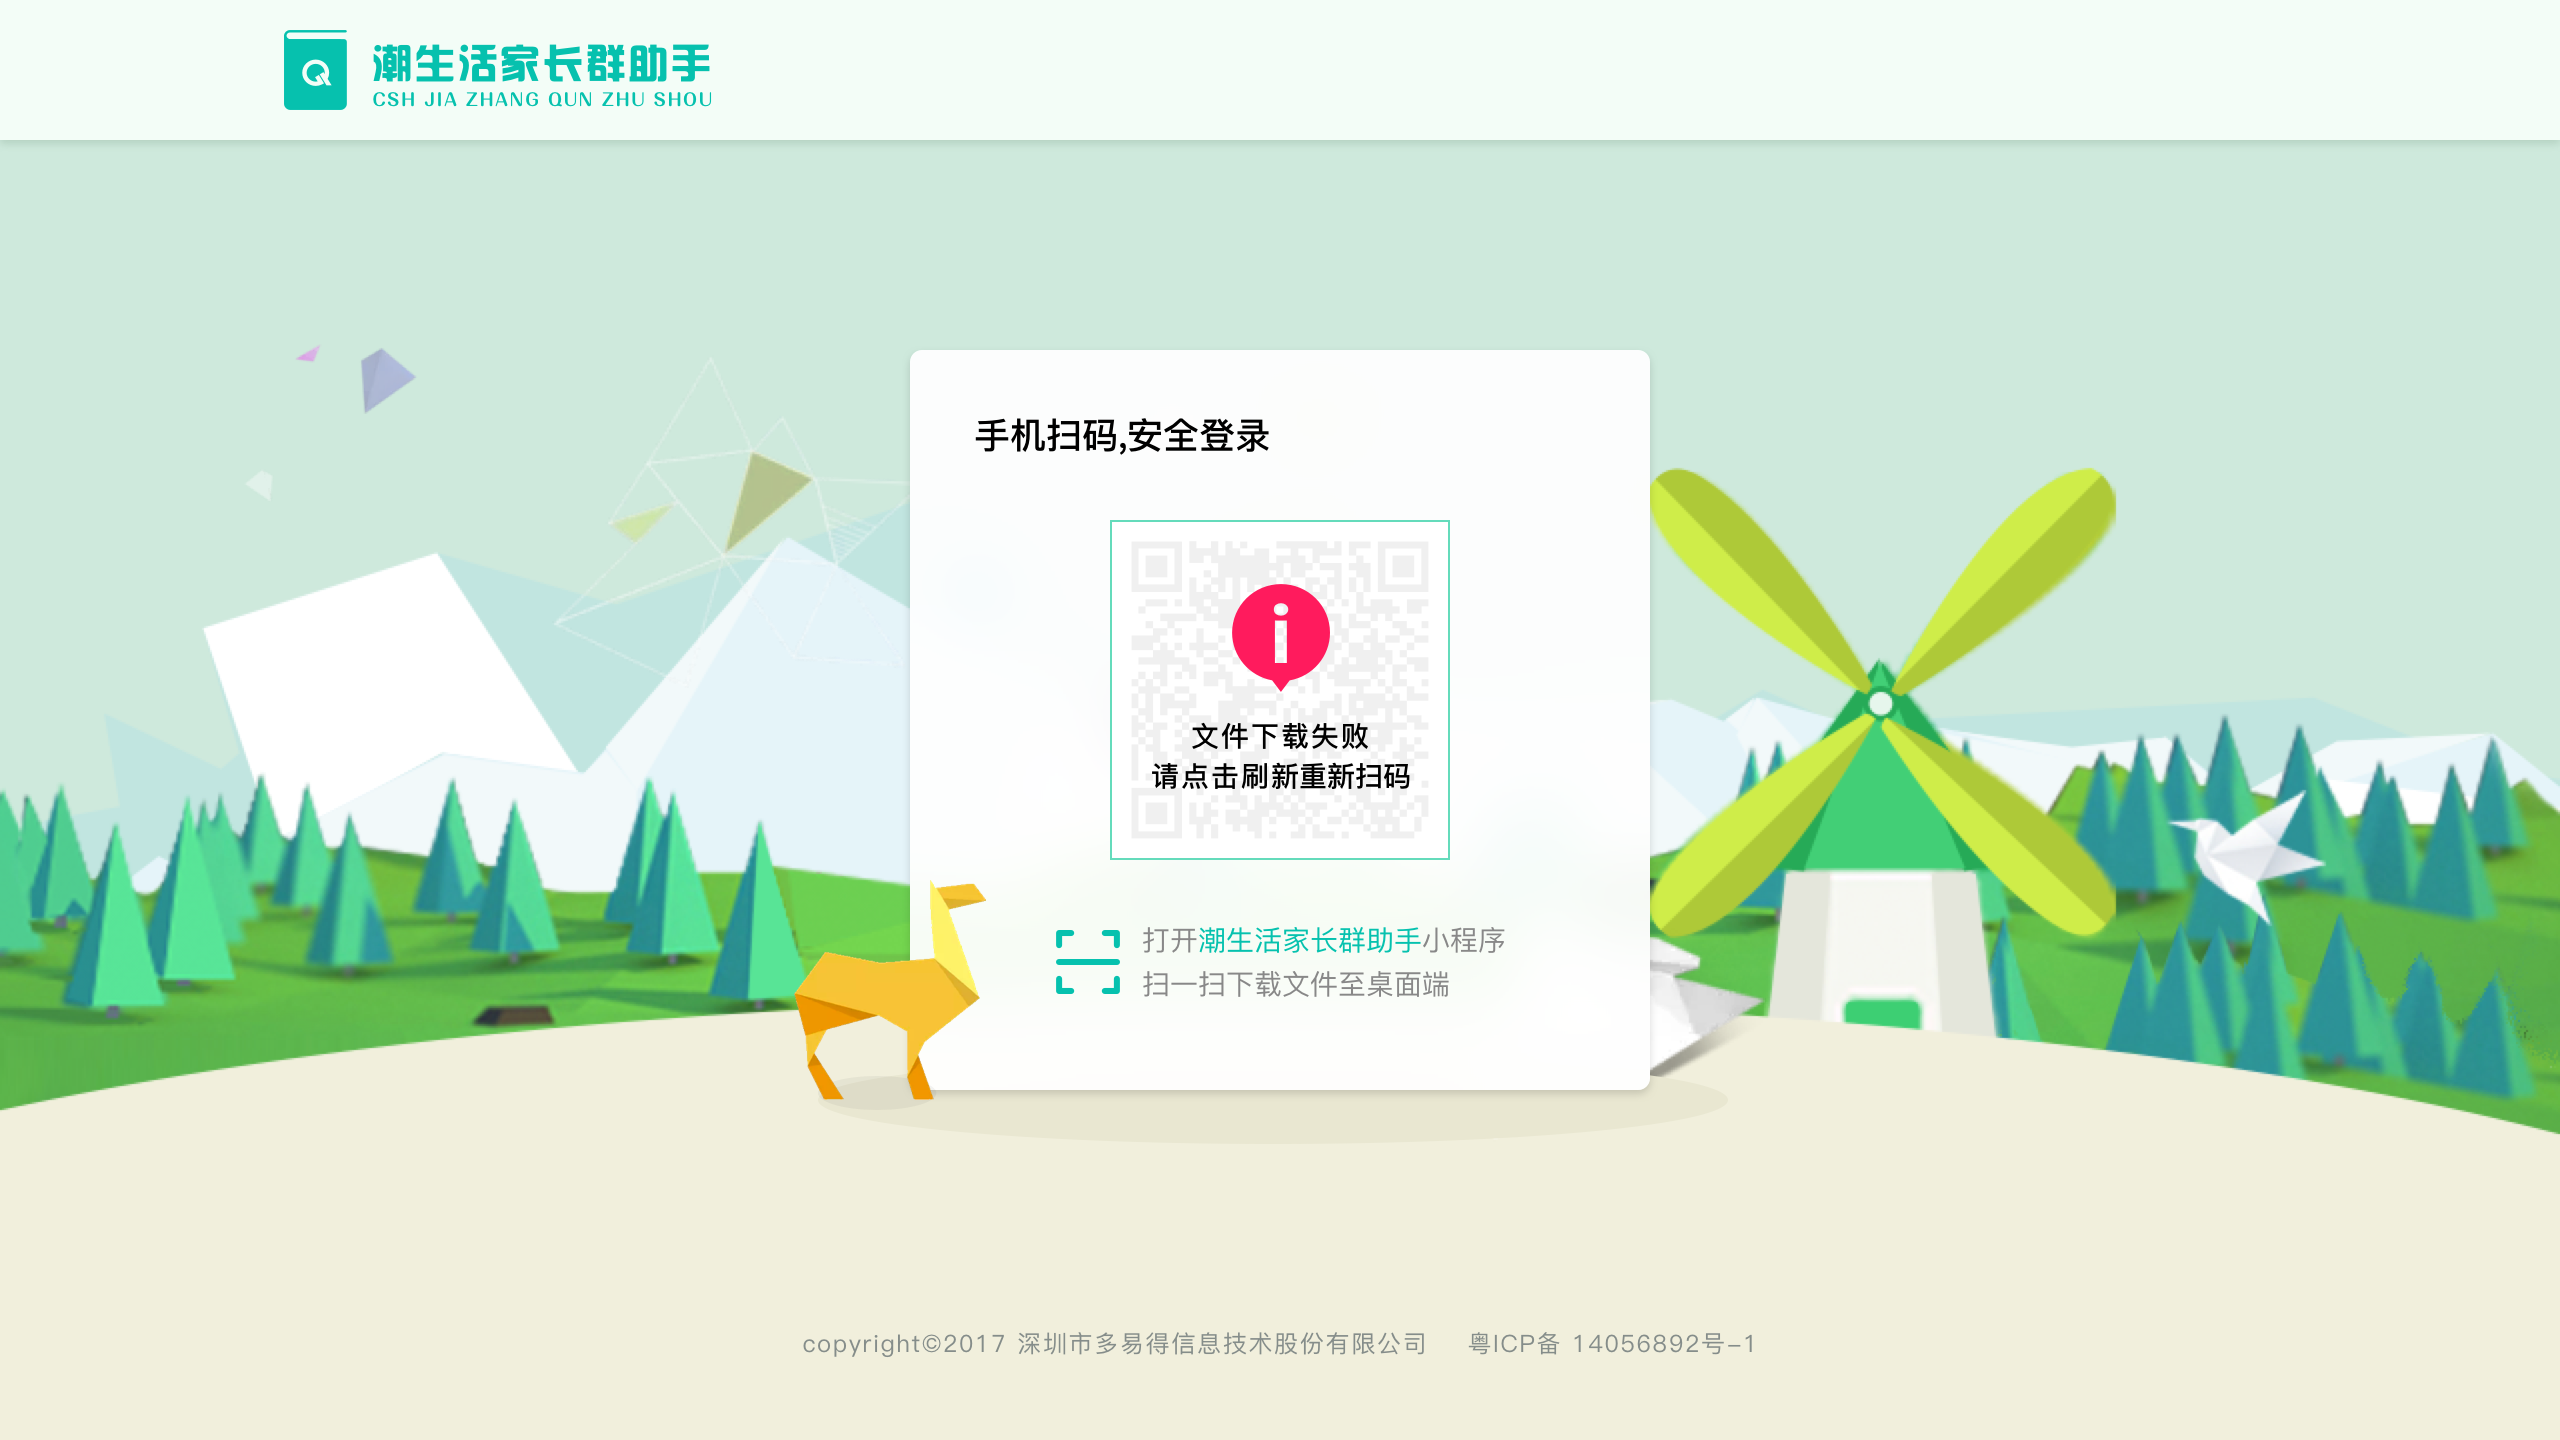 潮生活家长群助手
CSH JIA ZHANG QUN ZHU SHOU
手机扫码,安全登录
文件下载失败
请点击刷新重新扫码
打开潮生活家长群助手小程序
扫一扫下载文件至桌面端
copyright©2017 深圳市多易得信息技术股份有限公司 粤ICP备 14056892号-1